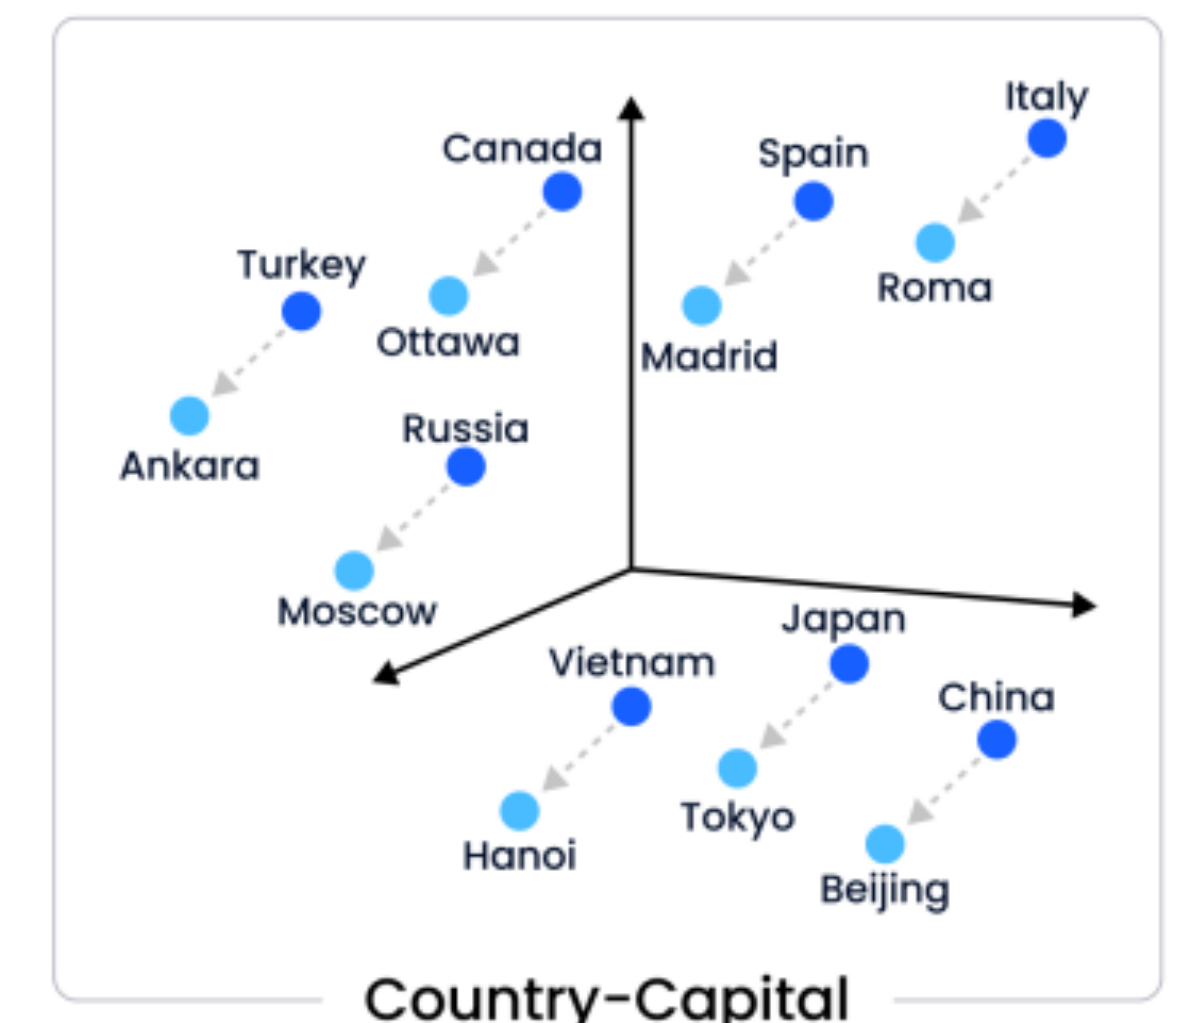 Italy
Canada
Spain
Turkey
Roma
Ottawa
Madrid
Russia
Ankara
Moscow
Japan
Vietnam
China
Tokyo
Hanoi
Beijing
Country-Capital